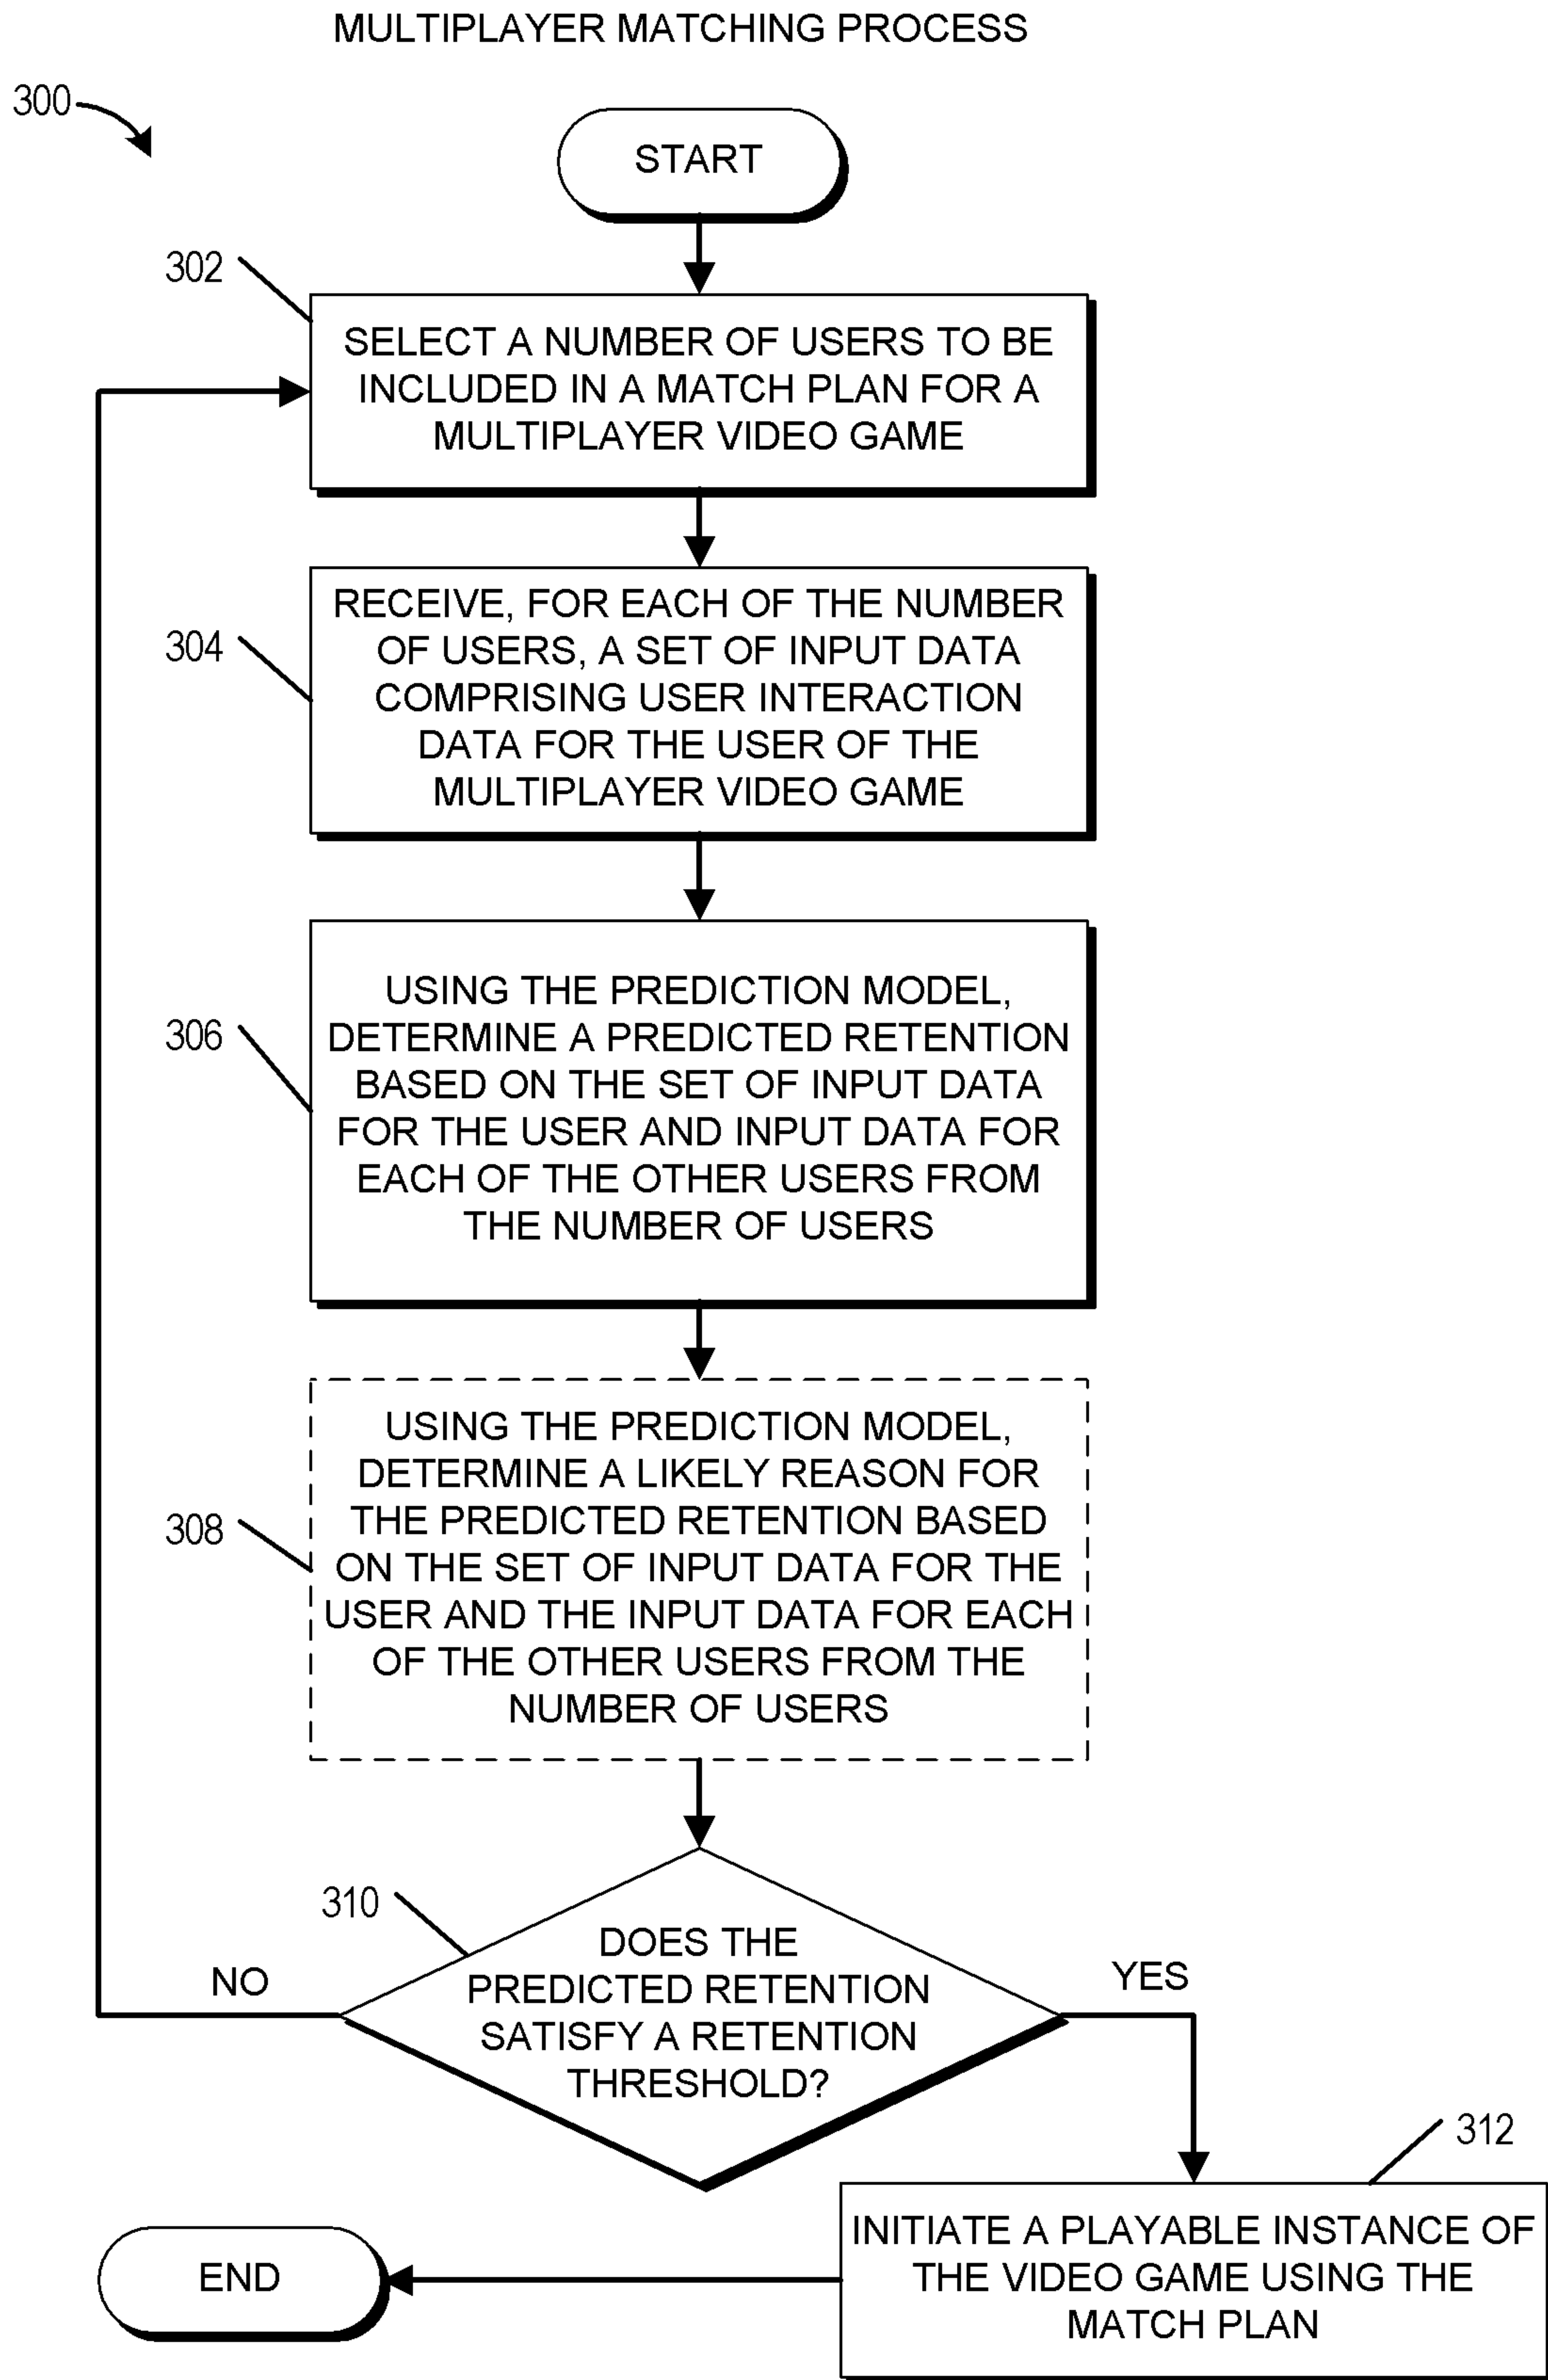 MULTIPLAYER MATCHING PROCESS
300
START
302
SELECT A NUMBER OF USERS TO BE
INCLUDED IN A MATCH PLAN FOR A
MULTIPLAYER VIDEO GAME
304
RECEIVE, FOR EACH OF THE NUMBER
OF USERS, A SET OF INPUT DATA
COMPRISING USER INTERACTION
DATA FOR THE USER OF THE
MULTIPLAYER VIDEO GAME
306
USING THE PREDICTION MODEL,
DETERMINE A PREDICTED RETENTION
BASED ON THE SET OF INPUT DATA
FOR THE USER AND INPUT DATA FOR
EACH OF THE OTHER USERS FROM
THE NUMBER OF USERS
308
USING THE PREDICTION MODEL,
DETERMINE A LIKELY REASON FOR
THE PREDICTED RETENTION BASED
ON THE SET OF INPUT DATA FOR THE
USER AND THE INPUT DATA FOR EACH
OF THE OTHER USERS FROM THE
NUMBER OF USERS
310
DOES THE
PREDICTED RETENTION
SATISFY A RETENTION
THRESHOLD?
NO
YES
312
INITIATE A PLAYABLE INSTANCE OF
THE VIDEO GAME USING THE
MATCH PLAN
END